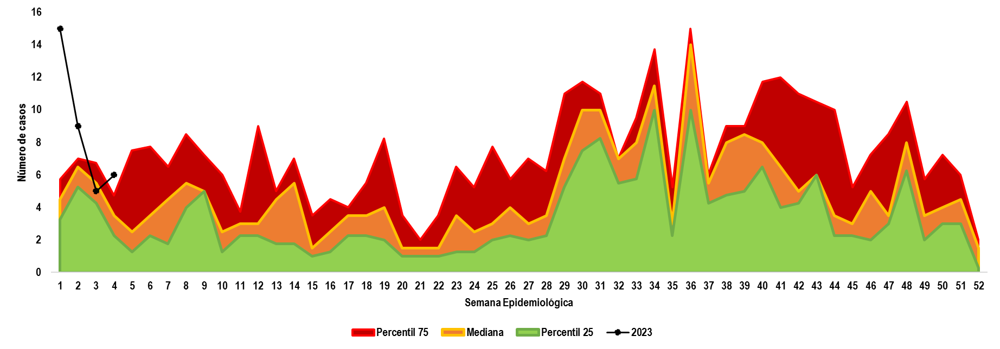 16
14
12
10
8
6
4
2
0
Número de casos
1 2 3 4 5 6 7 8 9 10 11 12 13 14 15 16 17 18 19 20 21 22 23 24 25 26 27 28 29 30 31 32 33 34 35 36 37 38 39 40 41 42 43 44 45 46 47 48 49 50 51 52
Semana Epidemiológica
Percentil 75 Mediana Percentil 25 2023